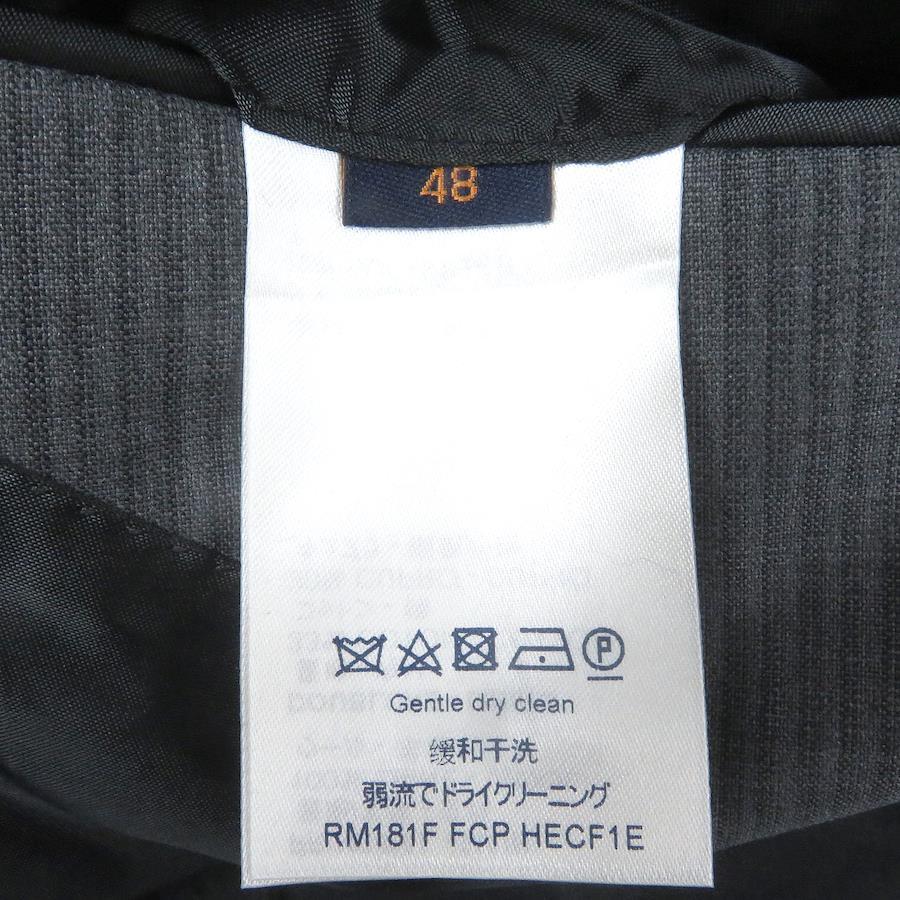 48
P
Gentle dry clean
缓和干洗
弱流でドライクリーニング
RM181F FCP HECF1E